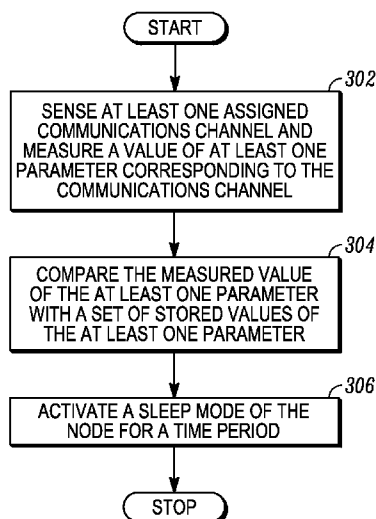 START
302
SENSE AT LEAST ONE ASSIGNED
COMMUNICATIONS CHANNEL AND
MEASURE A VALUE OF AT LEAST ONE
PARAMETER CORRESPONDING TO THE
COMMUNICATIONS CHANNEL
304
COMPARE THE MEASURED VALUE
OF THE AT LEAST ONE PARAMETER
WITH A SET OF STORED VALUES OF
THE AT LEAST ONE PARAMETER
306
ACTIVATE A SLEEP MODE OF THE
NODE FOR A TIME PERIOD
STOP